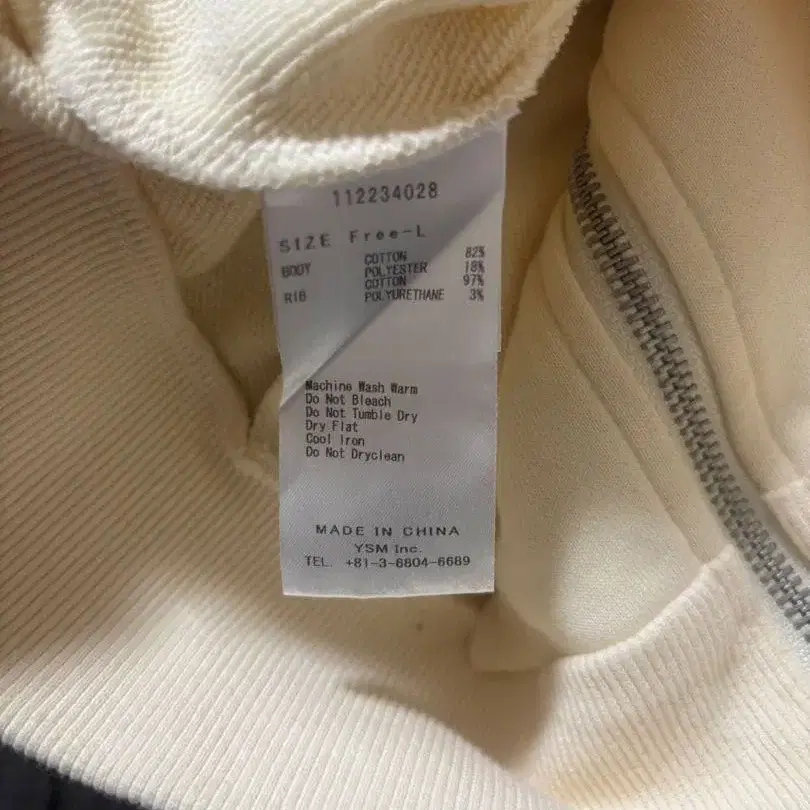 112234028
SIZE Free-L
BODY COTTON 82%
POLYESTER 18%
RIB COTTON 97%
POLYURETHANE 3%
Machine Wash Warm
Do Not Bleach
Do Not Tumble Dry
Dry Flat
Cool Iron
Do Not Dryclean
MADE IN CHINA
YSM Inc.
TEL. +81-3-6804-6689